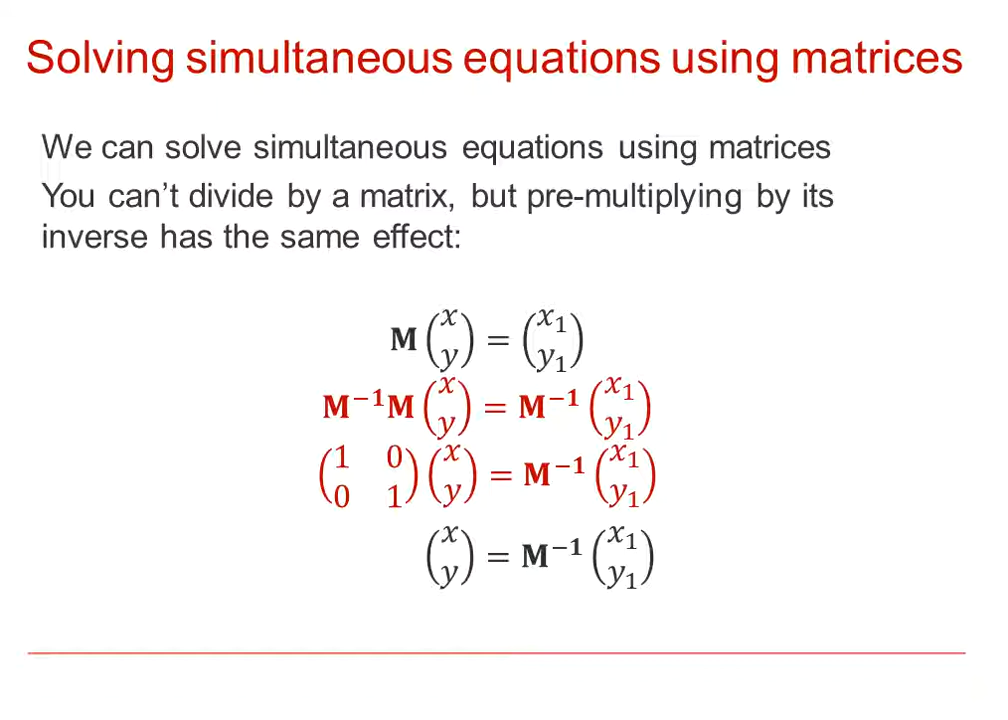 Solving simultaneous equations using matrices
We can solve simultaneous equations using matrices
You can’t divide by a matrix, but pre-multiplying by its
inverse has the same effect:
𝐌 (x y) = (x₁ y₁)
𝐌⁻¹𝐌 (x y) = 𝐌⁻¹ (x₁ y₁)
(1 0 0 1) (x y) = 𝐌⁻¹ (x₁ y₁)
(x y) = 𝐌⁻¹ (x₁ y₁)